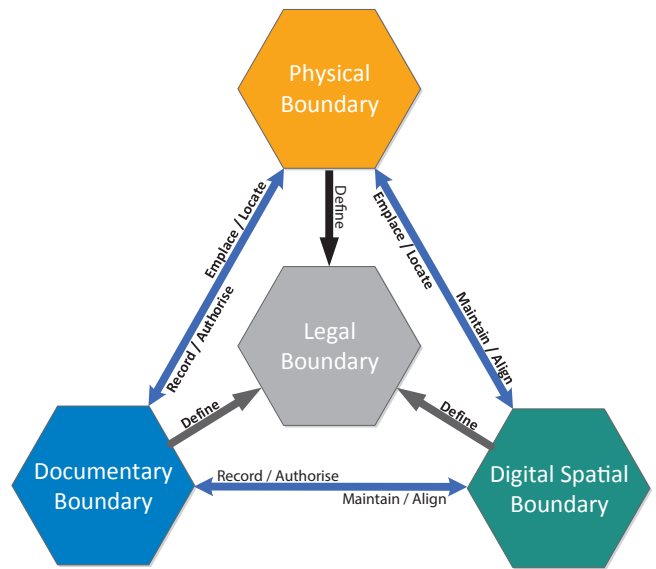 Physical
Boundary
Define
Emplace / Locate
Record / Authorise
Emplace / Locate
Maintain / Align
Legal
Boundary
Define
Define
Documentary
Boundary
Record / Authorise
Maintain / Align
Digital Spatial
Boundary